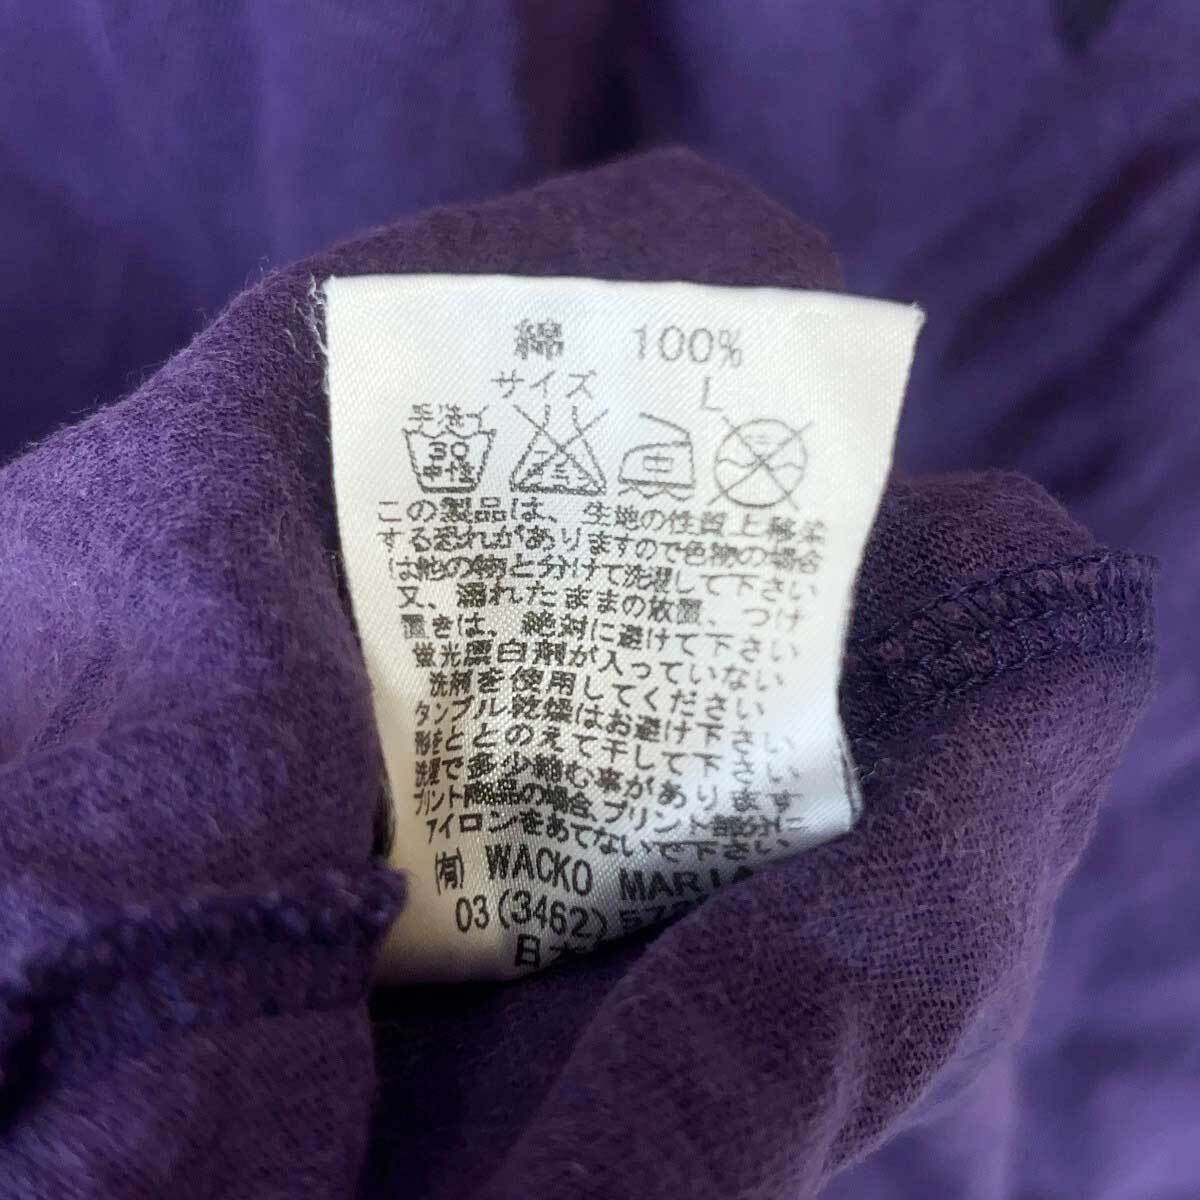 綿 100%
サイズ L
手洗イ
30
中性
この製品は、生地の性質上移染
する恐れがありますので色物の場合
は他の物と分けて洗濯して下さい
又、濡れたままの放置、つけ
置きは、絶対に避けて下さい
蛍光漂白剤が入っていない
洗剤を使用してください
タンブル乾燥はお避け下さい
形をととのえて干して下さい
洗濯で多少縮む事があります
プリント商品の場合、プリント部分に
アイロンをあてないで下さい
(有) WACKO MARIA
03(3462)
日本